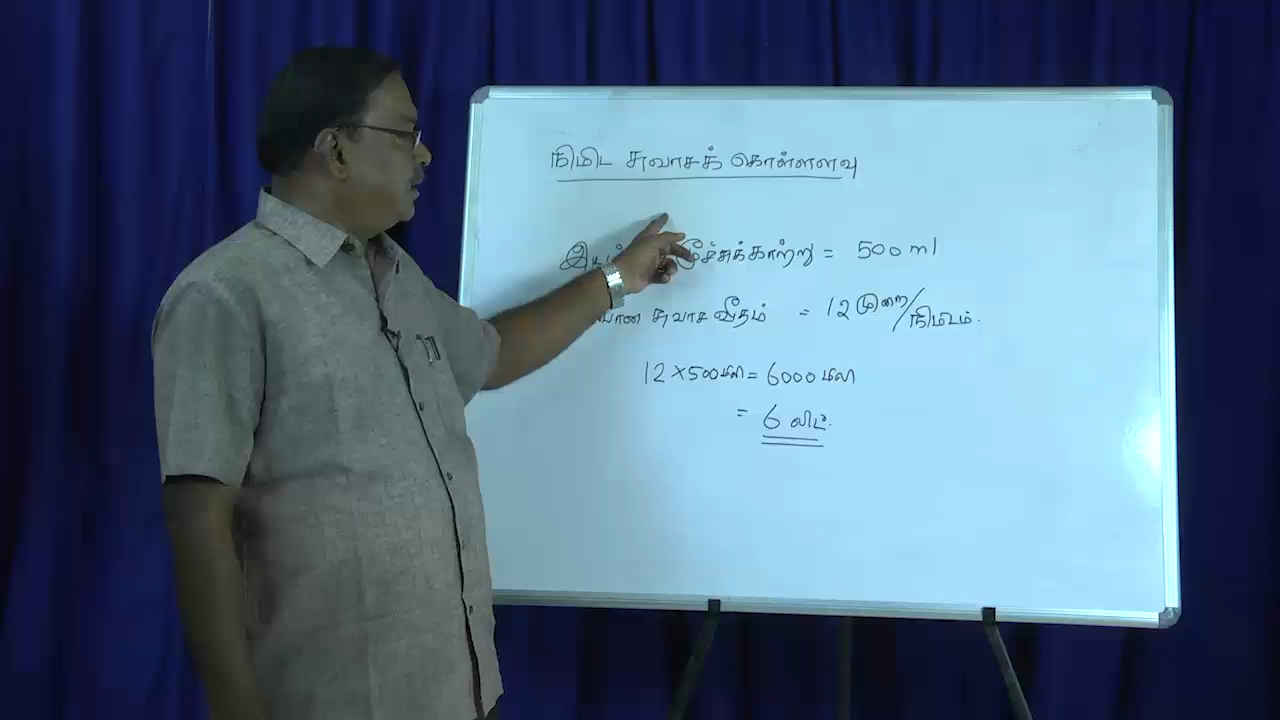 நிமிட சுவாசக் கொள்ளளவு
மூச்சுக்காற்று = 500 ml
சுவாச வீதம் = 12 முறை/நிமிடம்.
12 × 500 மிலி = 6000 மிலி
= 6 லிட்.